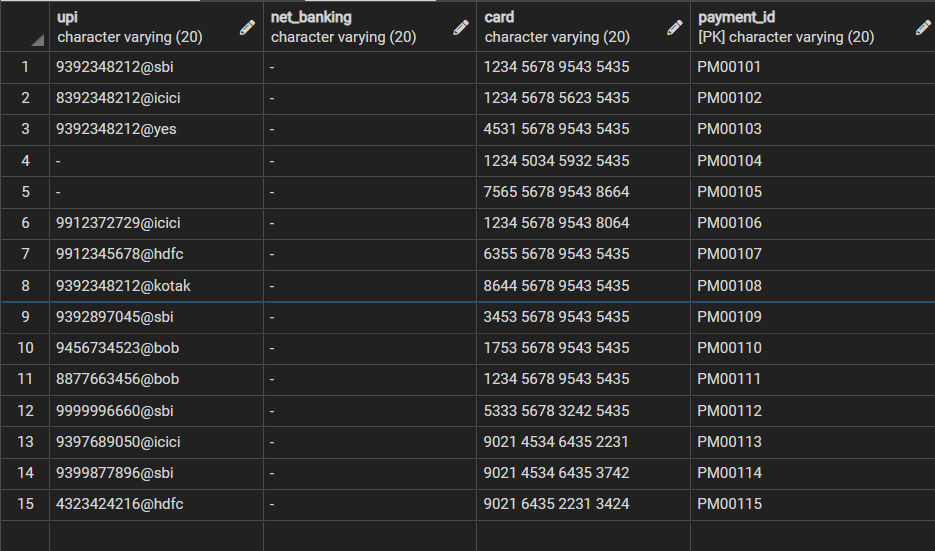 upi net_banking card payment_id
character varying (20) character varying (20) character varying (20) [PK] character varying (20)
1 9392348212@sbi - 1234 5678 9543 5435 PM00101
2 8392348212@icici - 1234 5678 5623 5435 PM00102
3 9392348212@yes - 4531 5678 9543 5435 PM00103
4 - - 1234 5034 5932 5435 PM00104
5 - - 7565 5678 9543 8664 PM00105
6 9912372729@icici - 1234 5678 9543 8064 PM00106
7 9912345678@hdfc - 6355 5678 9543 5435 PM00107
8 9392348212@kotak - 8644 5678 9543 5435 PM00108
9 9392897045@sbi - 3453 5678 9543 5435 PM00109
10 9456734523@bob - 1753 5678 9543 5435 PM00110
11 8877663456@bob - 1234 5678 9543 5435 PM00111
12 9999996660@sbi - 5333 5678 3242 5435 PM00112
13 9397689050@icici - 9021 4534 6435 2231 PM00113
14 9399877896@sbi - 9021 4534 6435 3742 PM00114
15 4323424216@hdfc - 9021 6435 2231 3424 PM00115